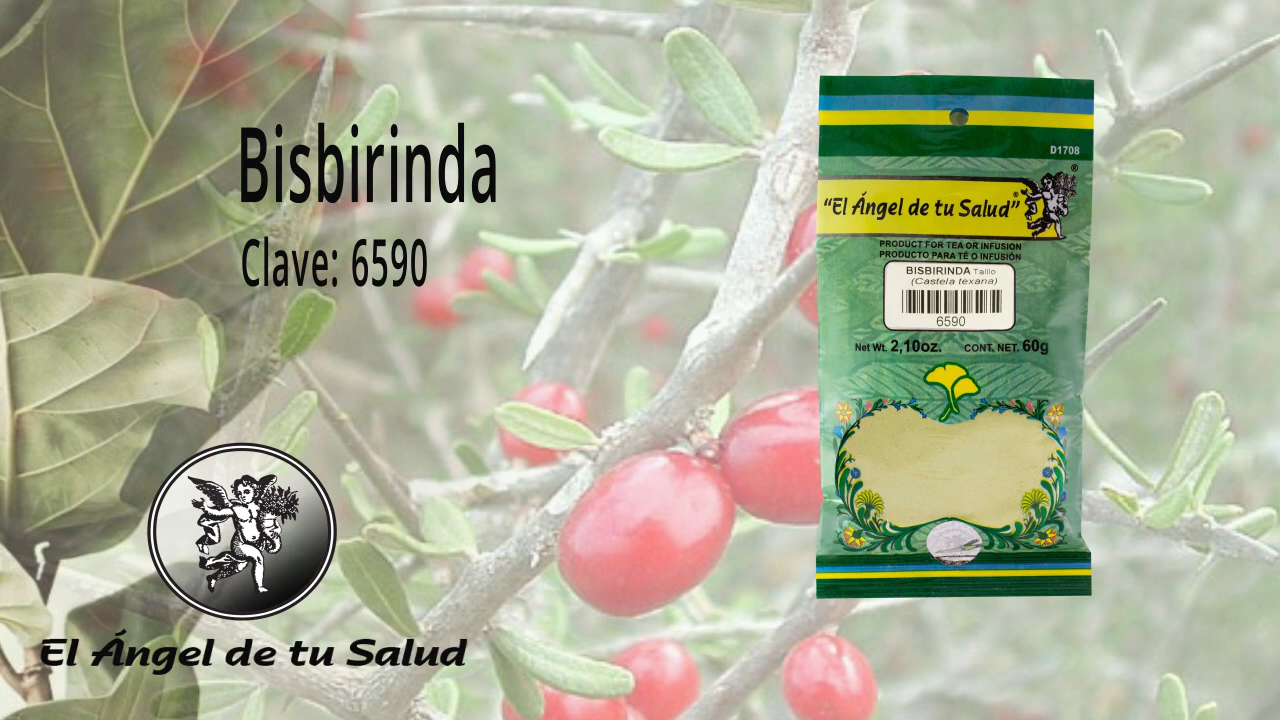 Bisbirinda
Clave: 6590
El Ángel de tu Salud
D1708
®
"El Ángel de tu Salud"®
PRODUCT FOR TEA OR INFUSION
PRODUCTO PARA TÉ O INFUSIÓN
BISBIRINDA Tallo
(Castela texana)
6590
Net Wt. 2,10oz. CONT. NET. 60g